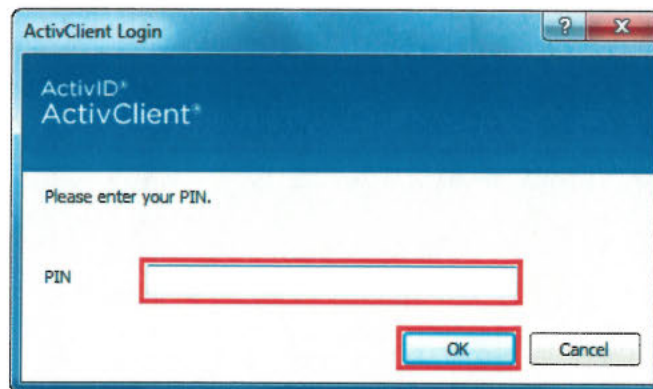 ActivClient Login
? X
ActivID®
ActivClient®
Please enter your PIN.
PIN
OK Cancel